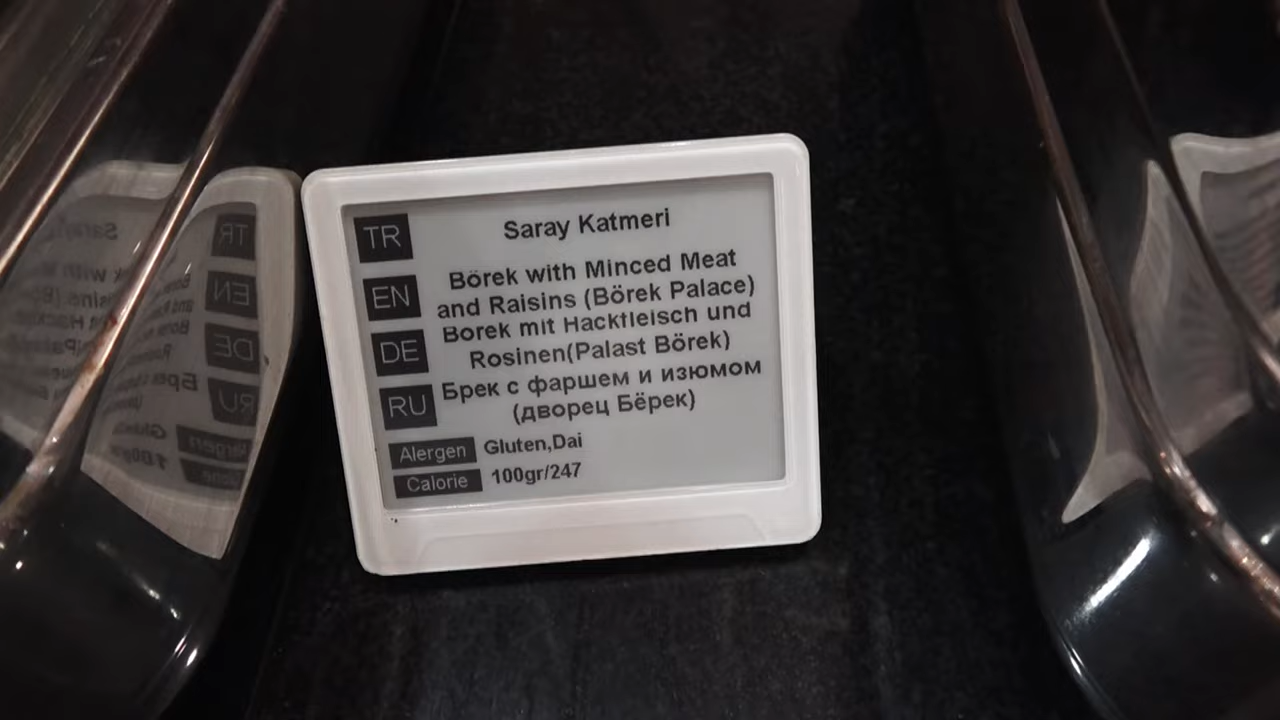 TR Saray Katmeri
EN Börek with Minced Meat
and Raisins (Börek Palace)
DE Börek mit Hackfleisch und
Rosinen(Palast Börek)
RU Брек с фаршем и изюмом
(дворец Бёрек)
Alergen Gluten,Dai
Calorie 100gr/247